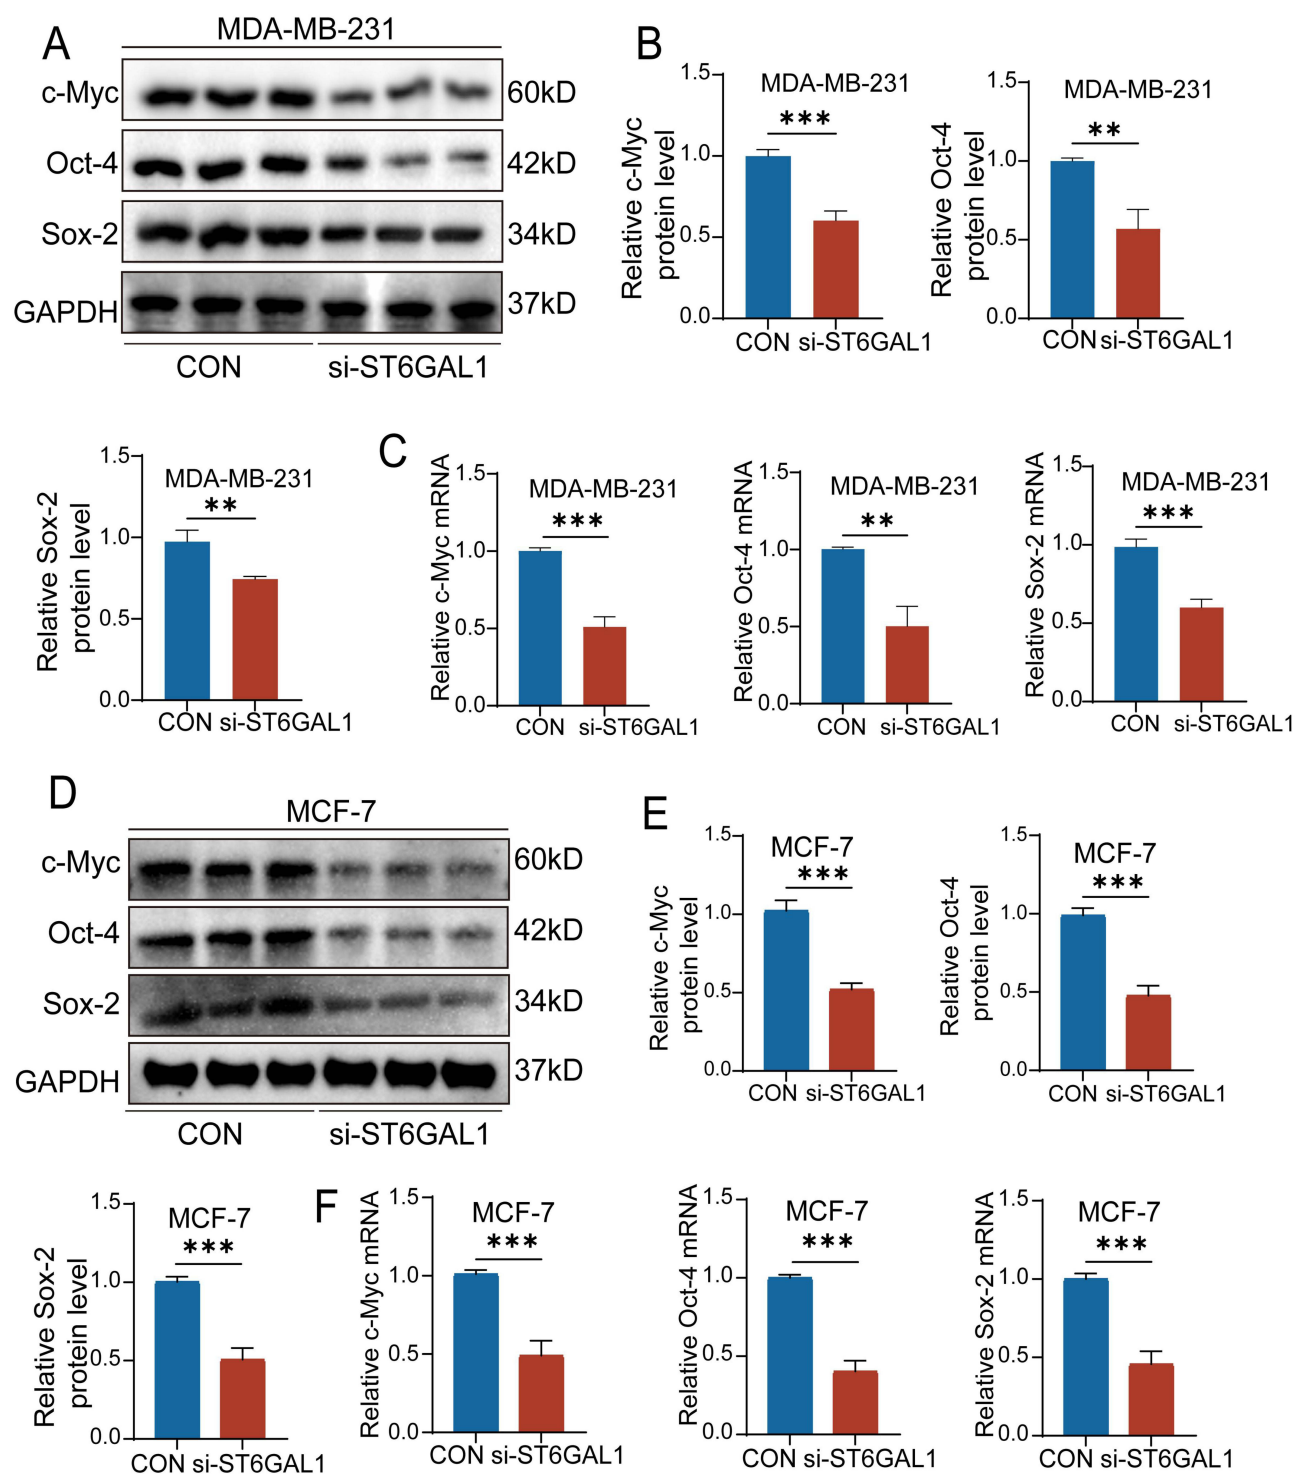 A
MDA-MB-231
c-Myc
60kD
Oct-4
42kD
Sox-2
34kD
GAPDH
37kD
CON
si-ST6GAL1
B
Relative c-Myc
protein level
1.5
1.0
0.5
0.0
MDA-MB-231
***
CON
si-ST6GAL1
Relative Oct-4
protein level
1.5
1.0
0.5
0.0
MDA-MB-231
**
CON
si-ST6GAL1
Relative Sox-2
protein level
1.5
1.0
0.5
0.0
MDA-MB-231
**
CON
si-ST6GAL1
C
Relative c-Myc mRNA
1.5
1.0
0.5
0.0
MDA-MB-231
***
CON
si-ST6GAL1
Relative Oct-4 mRNA
1.5
1.0
0.5
0.0
MDA-MB-231
**
CON
si-ST6GAL1
Relative Sox-2 mRNA
1.5
1.0
0.5
0.0
MDA-MB-231
***
CON
si-ST6GAL1
D
MCF-7
c-Myc
60kD
Oct-4
42kD
Sox-2
34kD
GAPDH
37kD
CON
si-ST6GAL1
E
Relative c-Myc
protein level
1.5
1.0
0.5
0.0
MCF-7
***
CON
si-ST6GAL1
Relative Oct-4
protein level
1.5
1.0
0.5
0.0
MCF-7
***
CON
si-ST6GAL1
Relative Sox-2
protein level
1.5
1.0
0.5
0.0
MCF-7
***
CON
si-ST6GAL1
F
Relative c-Myc mRNA
1.5
1.0
0.5
0.0
MCF-7
***
CON
si-ST6GAL1
Relative Oct-4 mRNA
1.5
1.0
0.5
0.0
MCF-7
***
CON
si-ST6GAL1
Relative Sox-2 mRNA
1.5
1.0
0.5
0.0
MCF-7
***
CON
si-ST6GAL1